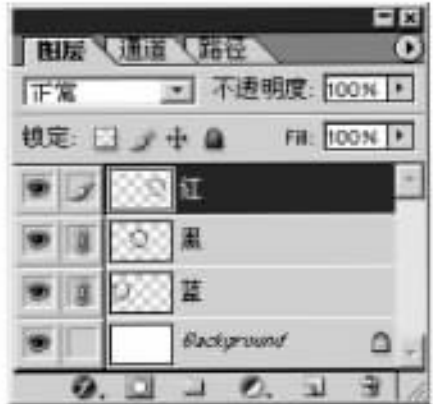 图层 通道 路径
正常 不透明度: 100%
锁定: Fill: 100%
红
黑
蓝
Background